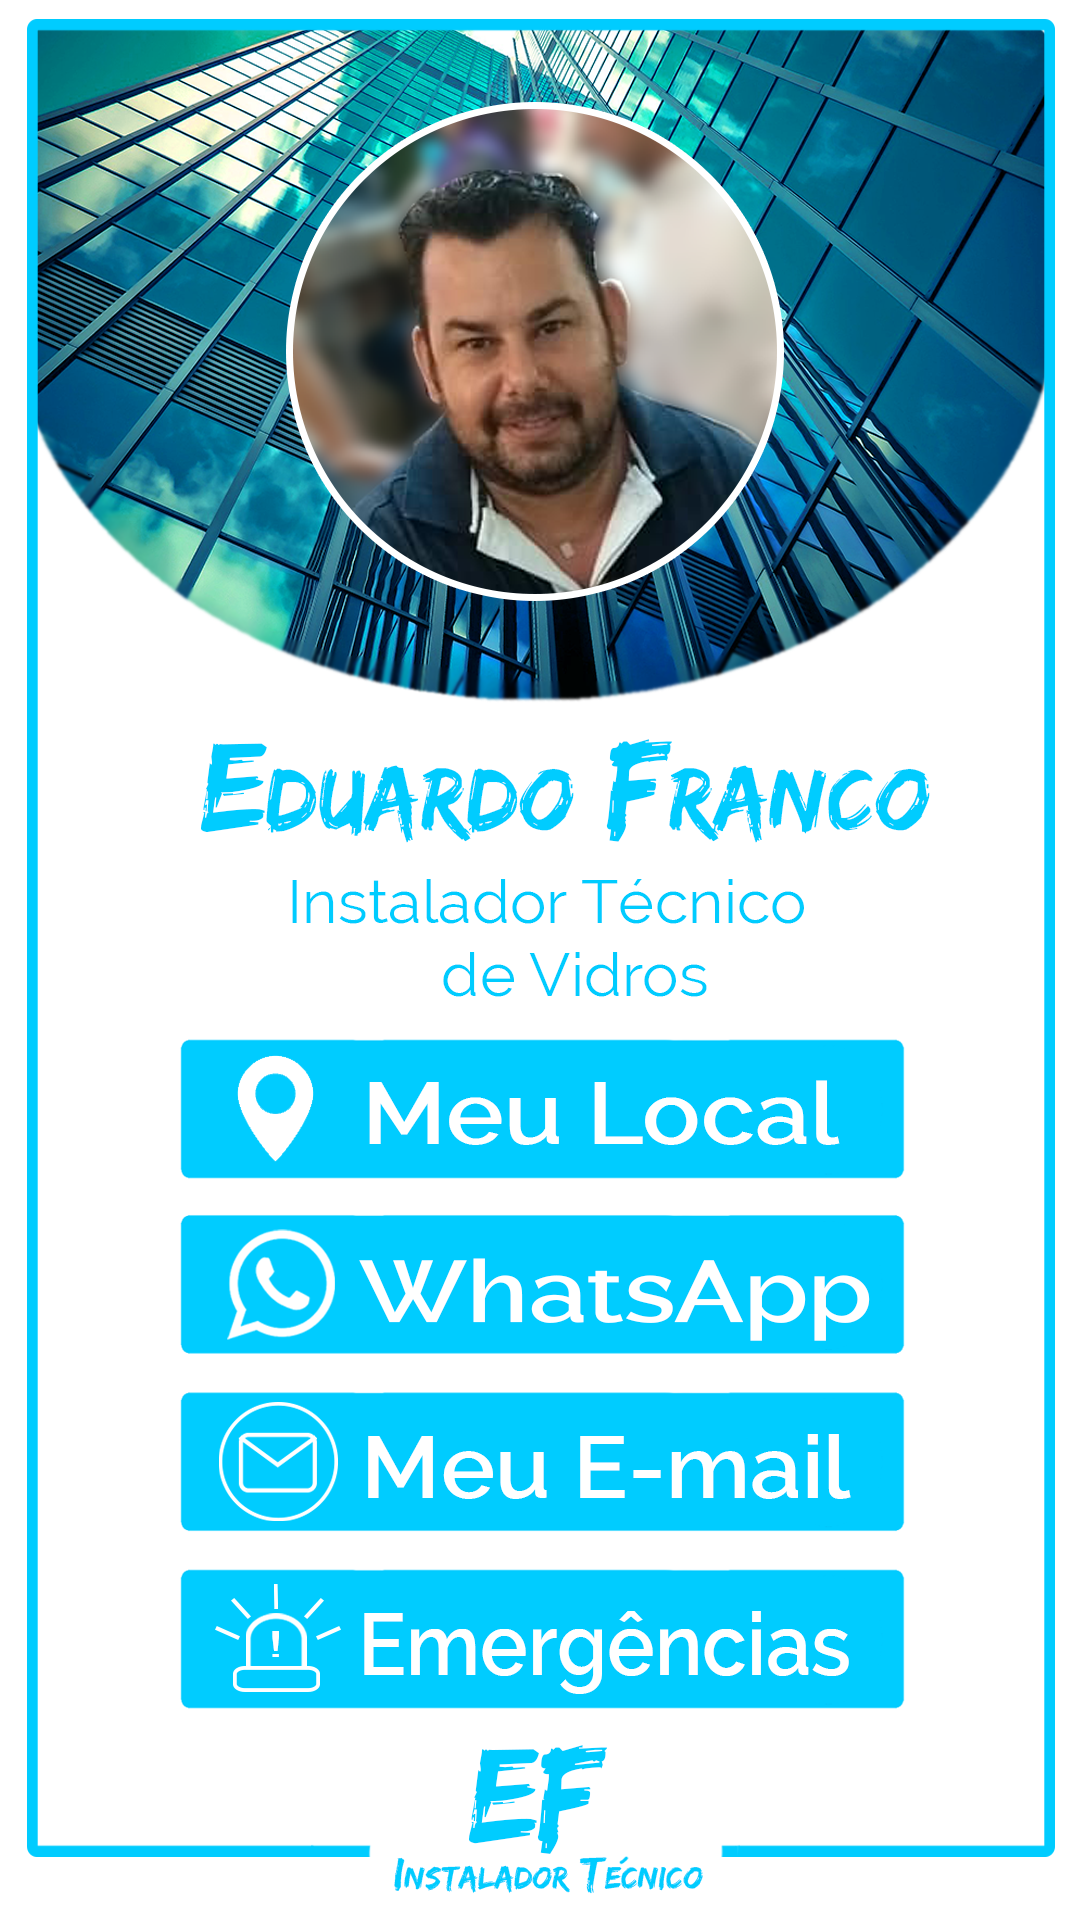 Eduardo Franco
Instalador Técnico
de Vidros
Meu Local
WhatsApp
Meu E-mail
!
Emergências
EF
Instalador Técnico